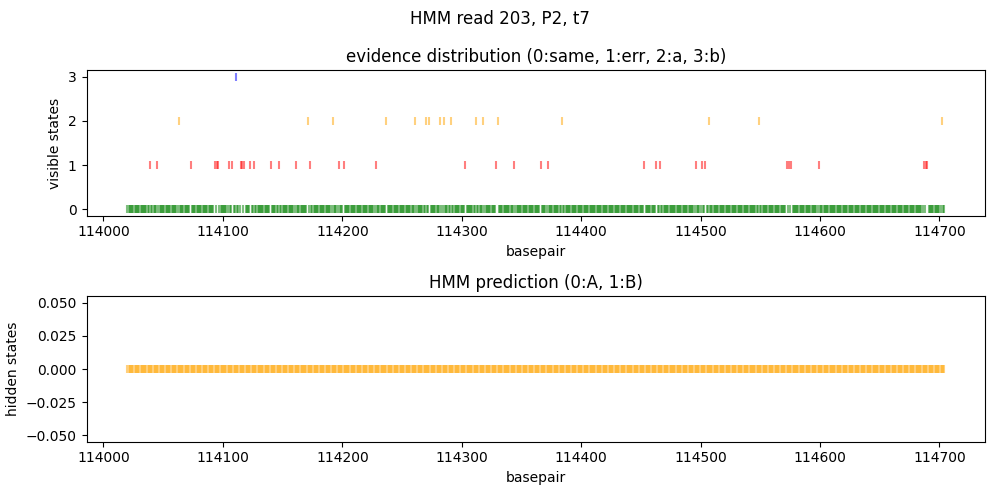 HMM read 203, P2, t7
evidence distribution (0:same, 1:err, 2:a, 3:b)
visible states
3
2
1
0
114000 114100 114200 114300 114400 114500 114600 114700
basepair
HMM prediction (0:A, 1:B)
hidden states
0.050
0.025
0.000
−0.025
−0.050
114000 114100 114200 114300 114400 114500 114600 114700
basepair